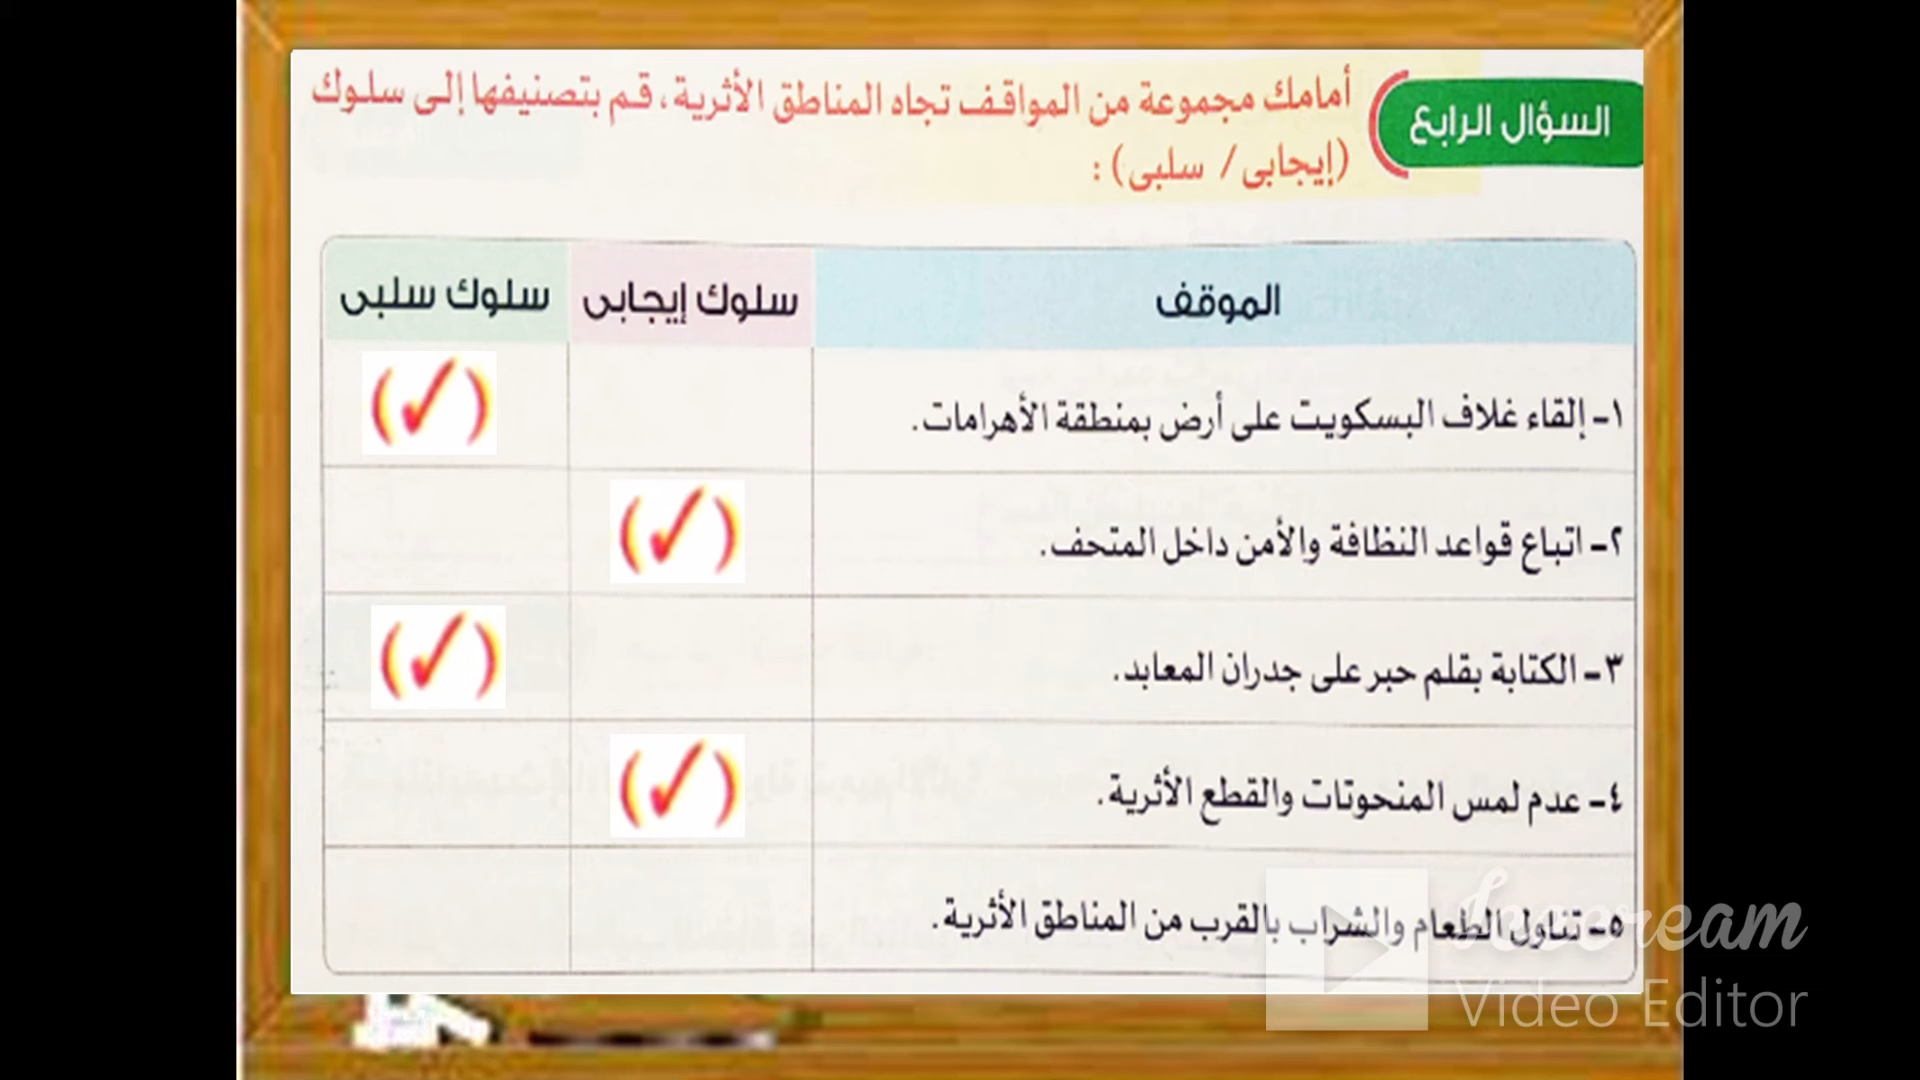 السؤال الرابع
أمامك مجموعة من المواقف تجاه المناطق الأثرية، قم بتصنيفها إلى سلوك
(إيجابى / سلبى) :
الموقف سلوك إيجابى سلوك سلبى
١- إلقاء غلاف البسكويت على أرض بمنطقة الأهرامات. (✓)
٢- اتباع قواعد النظافة والأمن داخل المتحف. (✓)
٣- الكتابة بقلم حبر على جدران المعابد. (✓)
٤- عدم لمس المنحوتات والقطع الأثرية. (✓)
٥- تناول الطعام والشراب بالقرب من المناطق الأثرية.
Icecream
Video Editor